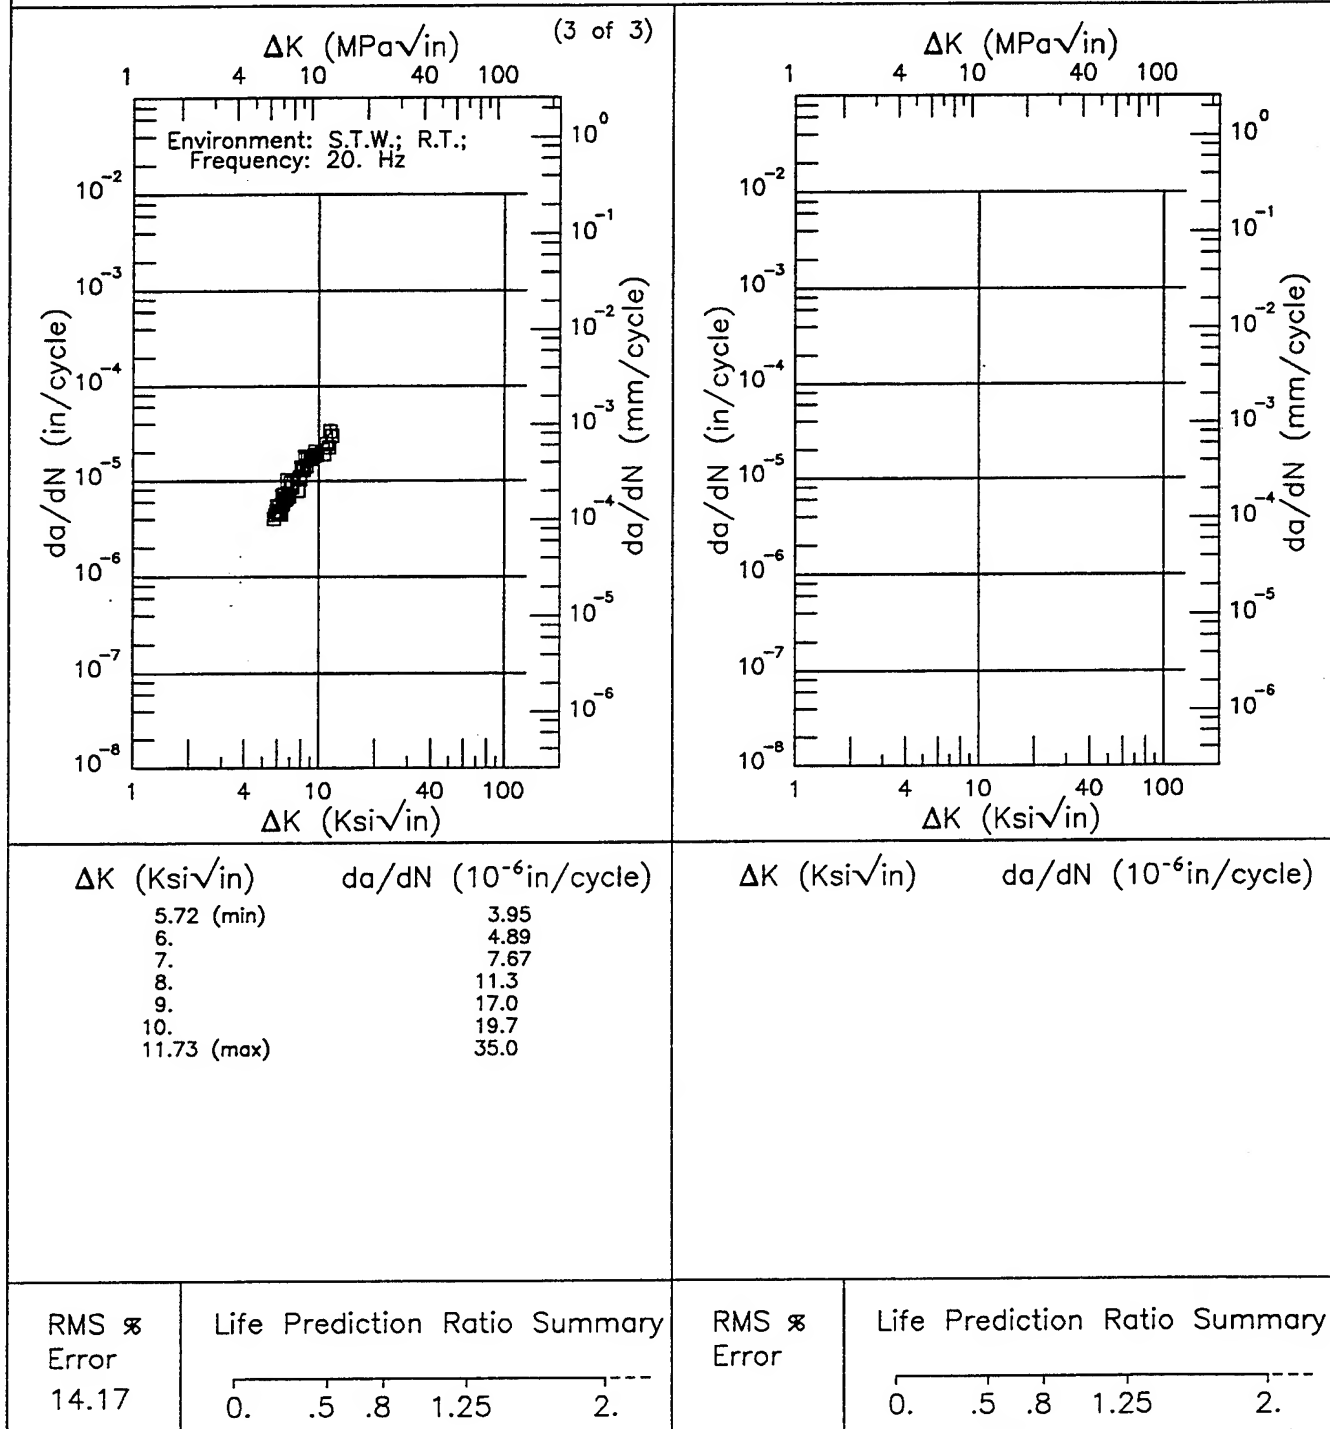 (3 of 3)
ΔK (MPa√in)
1 4 10 40 100
Environment: S.T.W.; R.T.;
Frequency: 20. Hz
da/dN (in/cycle)
10⁻²
10⁻³
10⁻⁴
10⁻⁵
10⁻⁶
10⁻⁷
10⁻⁸
10⁰
10⁻¹
10⁻²
10⁻³
10⁻⁴
10⁻⁵
10⁻⁶
da/dN (mm/cycle)
1 4 10 40 100
ΔK (Ksi√in)
ΔK (MPa√in)
1 4 10 40 100
da/dN (in/cycle)
10⁻²
10⁻³
10⁻⁴
10⁻⁵
10⁻⁶
10⁻⁷
10⁻⁸
10⁰
10⁻¹
10⁻²
10⁻³
10⁻⁴
10⁻⁵
10⁻⁶
da/dN (mm/cycle)
1 4 10 40 100
ΔK (Ksi√in)
ΔK (Ksi√in) da/dN (10⁻⁶in/cycle)
5.72 (min) 3.95
6. 4.89
7. 7.67
8. 11.3
9. 17.0
10. 19.7
11.73 (max) 35.0
ΔK (Ksi√in) da/dN (10⁻⁶in/cycle)
RMS %
Error
14.17
Life Prediction Ratio Summary
0. .5 .8 1.25 2.
RMS %
Error
Life Prediction Ratio Summary
0. .5 .8 1.25 2.